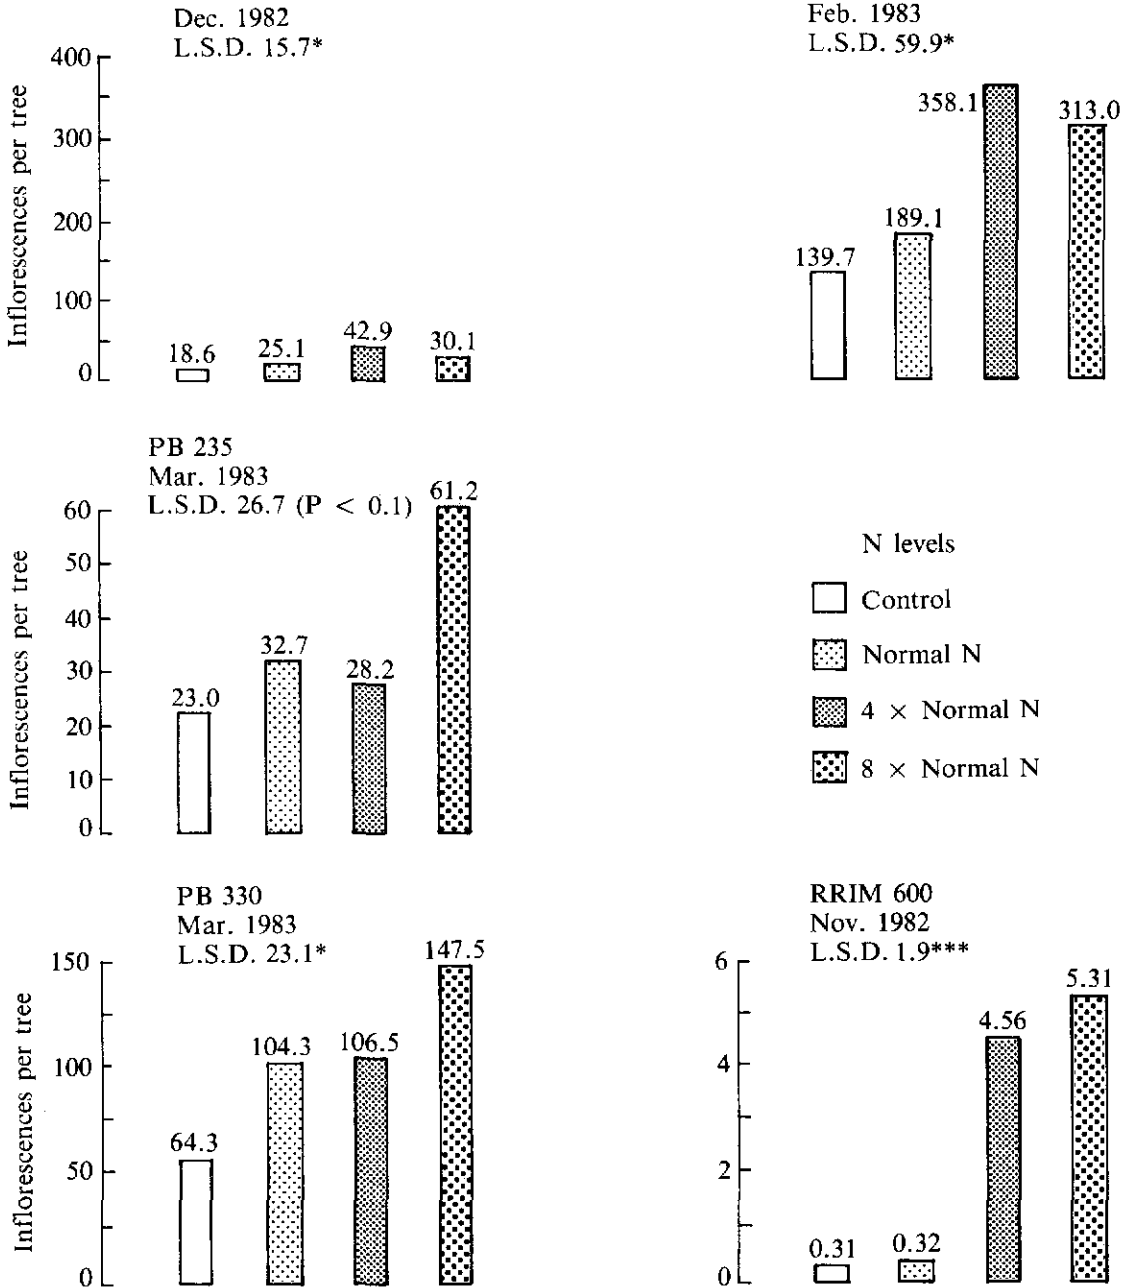 Dec. 1982
L.S.D. 15.7*
Inflorescences per tree
400
300
200
100
0
18.6
25.1
42.9
30.1
Feb. 1983
L.S.D. 59.9*
139.7
189.1
358.1
313.0
PB 235
Mar. 1983
L.S.D. 26.7 (P < 0.1)
Inflorescences per tree
60
50
40
30
20
10
0
23.0
32.7
28.2
61.2
N levels
Control
Normal N
4 × Normal N
8 × Normal N
PB 330
Mar. 1983
L.S.D. 23.1*
Inflorescences per tree
150
100
50
0
64.3
104.3
106.5
147.5
RRIM 600
Nov. 1982
L.S.D. 1.9***
6
4
2
0
0.31
0.32
4.56
5.31